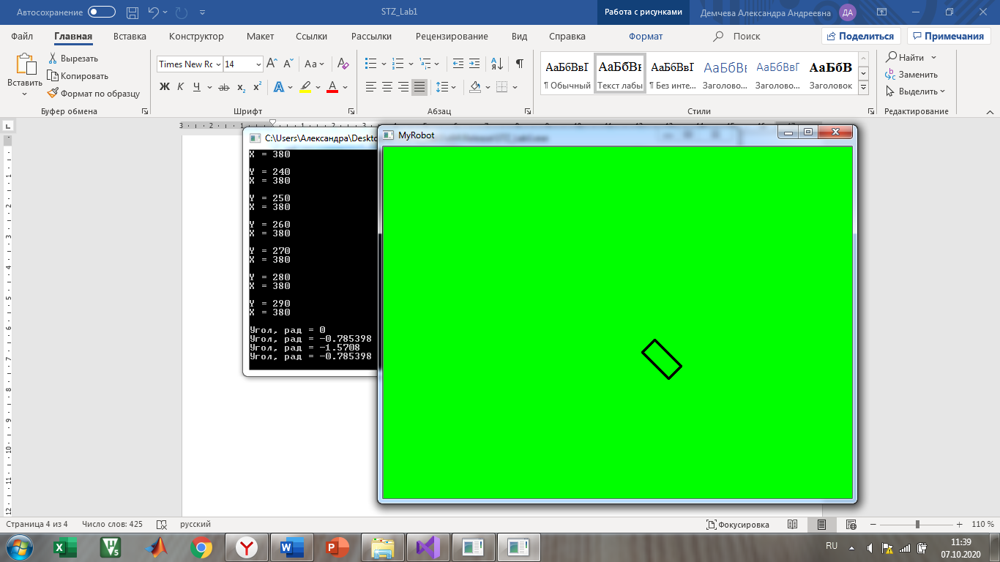 Автосохранение
STZ_Lab1
Работа с рисунками
Демчева Александра Андреевна
ДА
Файл Главная Вставка Конструктор Макет Ссылки Рассылки Рецензирование Вид Справка Формат Поиск
Поделиться
Примечания
Вставить
Вырезать
Копировать
Формат по образцу
Буфер обмена
Times New Rc 14
Ж К Ч
Шрифт
Абзац
АаБбВвГ АаБбВв АаБбВвГ АаБбВв АаБбВвГ АаБбВ
¶ Обычный Текст лабы ¶ Без инте... Заголово... Заголово... Заголовок
Стили
Найти
Заменить
Выделить
Редактирование
C:\Users\Александра\Deskto
X = 380
Y = 240
X = 380
Y = 250
X = 380
Y = 260
X = 380
Y = 270
X = 380
Y = 280
X = 380
Y = 290
X = 380
Угол, рад = 0
Угол, рад = -0.785398
Угол, рад = -1.5708
Угол, рад = -0.785398
MyRobot
Страница 4 из 4 Число слов: 425 русский
Фокусировка
110 %
RU
11:39
07.10.2020